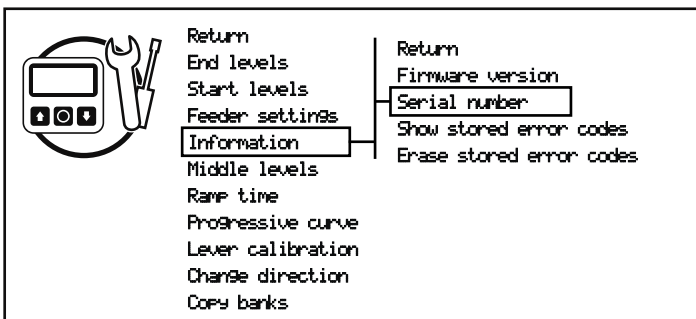 Return
End levels
Start levels
Feeder settings
Information
Middle levels
Ramp time
Progressive curve
Lever calibration
Change direction
Copy banks
Return
Firmware version
Serial number
Show stored error codes
Erase stored error codes